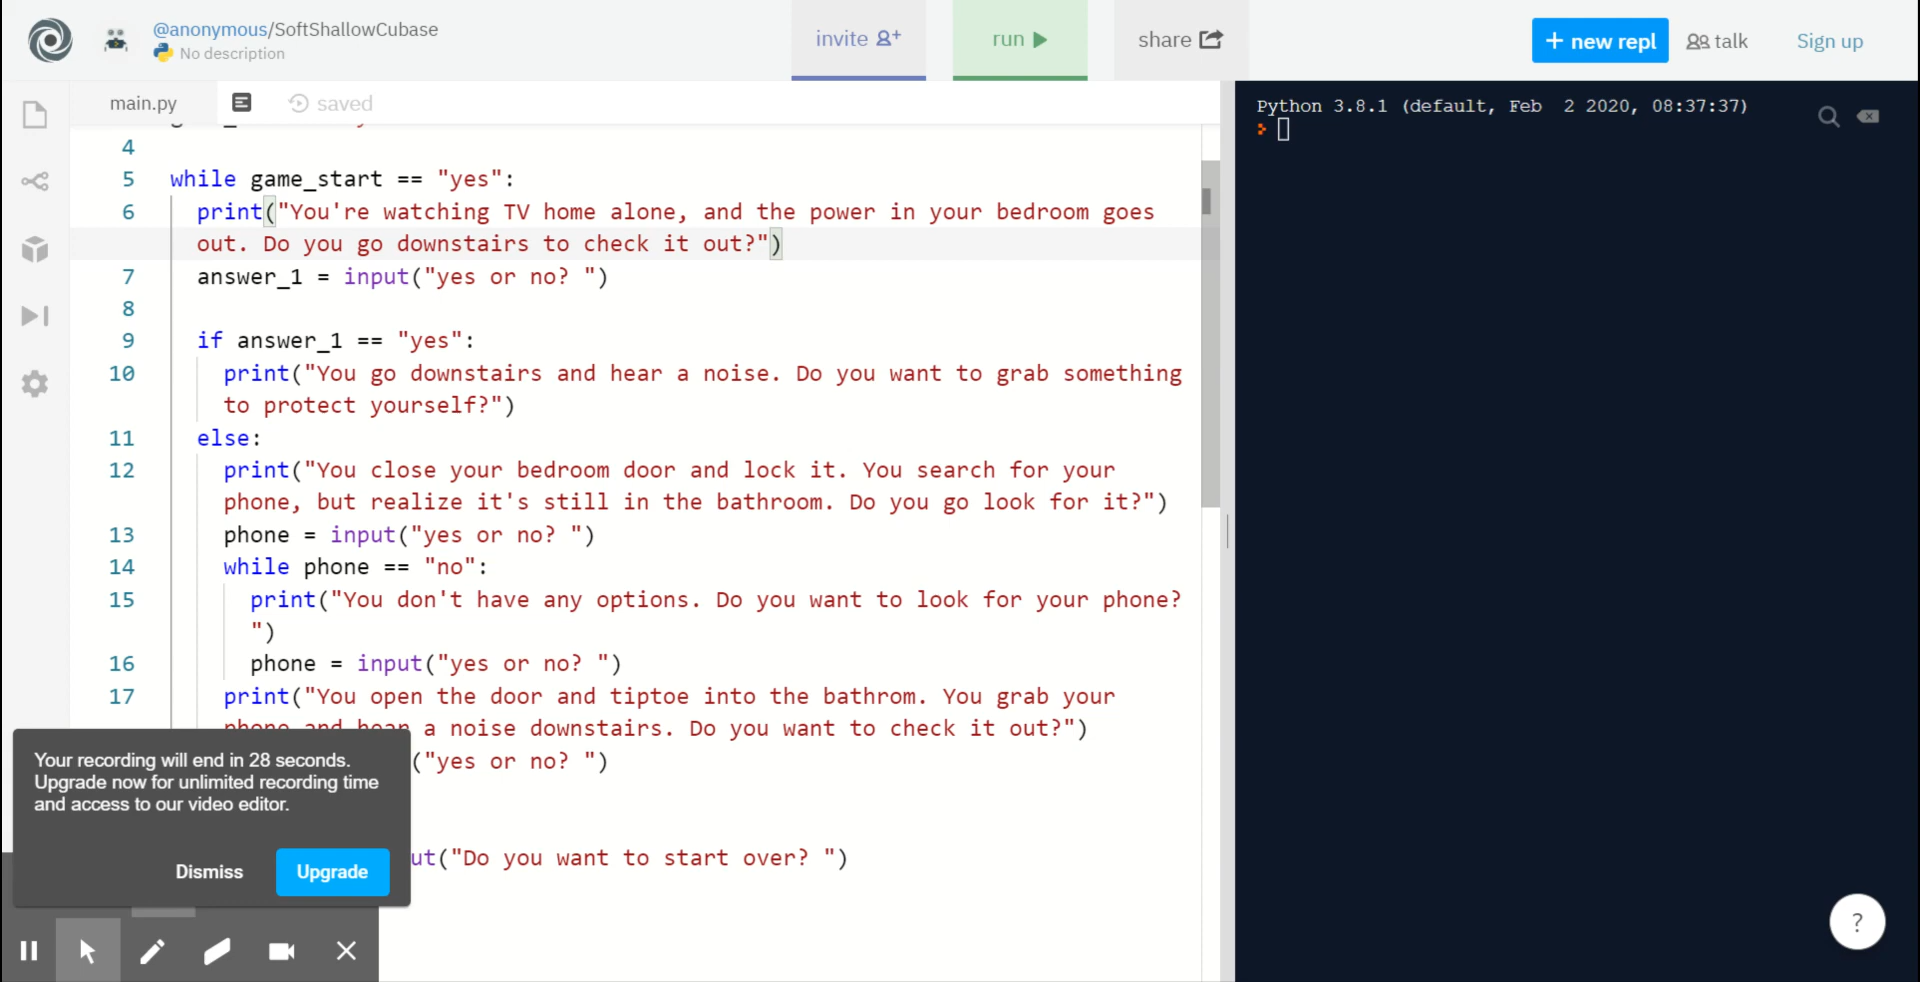 @anonymous/SoftShallowCubase
No description
invite
run
share
+ new repl
talk
Sign up
main.py
saved
4
5 while game_start == "yes":
6 print("You're watching TV home alone, and the power in your bedroom goes
out. Do you go downstairs to check it out?")
7 answer_1 = input("yes or no? ")
8
9 if answer_1 == "yes":
10 print("You go downstairs and hear a noise. Do you want to grab something
to protect yourself?")
11 else:
12 print("You close your bedroom door and lock it. You search for your
phone, but realize it's still in the bathroom. Do you go look for it?")
13 phone = input("yes or no? ")
14 while phone == "no":
15 print("You don't have any options. Do you want to look for your phone?
")
16 phone = input("yes or no? ")
17 print("You open the door and tiptoe into the bathrom. You grab your
phone and hear a noise downstairs. Do you want to check it out?")
("yes or no? ")
ut("Do you want to start over? ")
Your recording will end in 28 seconds.
Upgrade now for unlimited recording time
and access to our video editor.
Dismiss
Upgrade
Python 3.8.1 (default, Feb  2 2020, 08:37:37)
?